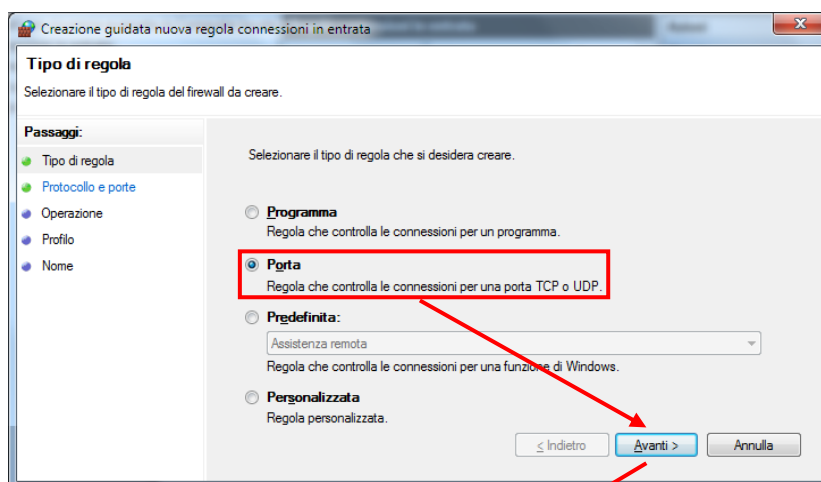 Creazione guidata nuova regola connessioni in entrata
Tipo di regola
Selezionare il tipo di regola del firewall da creare.
Passaggi:
Tipo di regola
Protocollo e porte
Operazione
Profilo
Nome
Selezionare il tipo di regola che si desidera creare.
Programma
Regola che controlla le connessioni per un programma.
Porta
Regola che controlla le connessioni per una porta TCP o UDP.
Predefinita:
Assistenza remota
Regola che controlla le connessioni per una funzione di Windows.
Personalizzata
Regola personalizzata.
< Indietro
Avanti >
Annulla